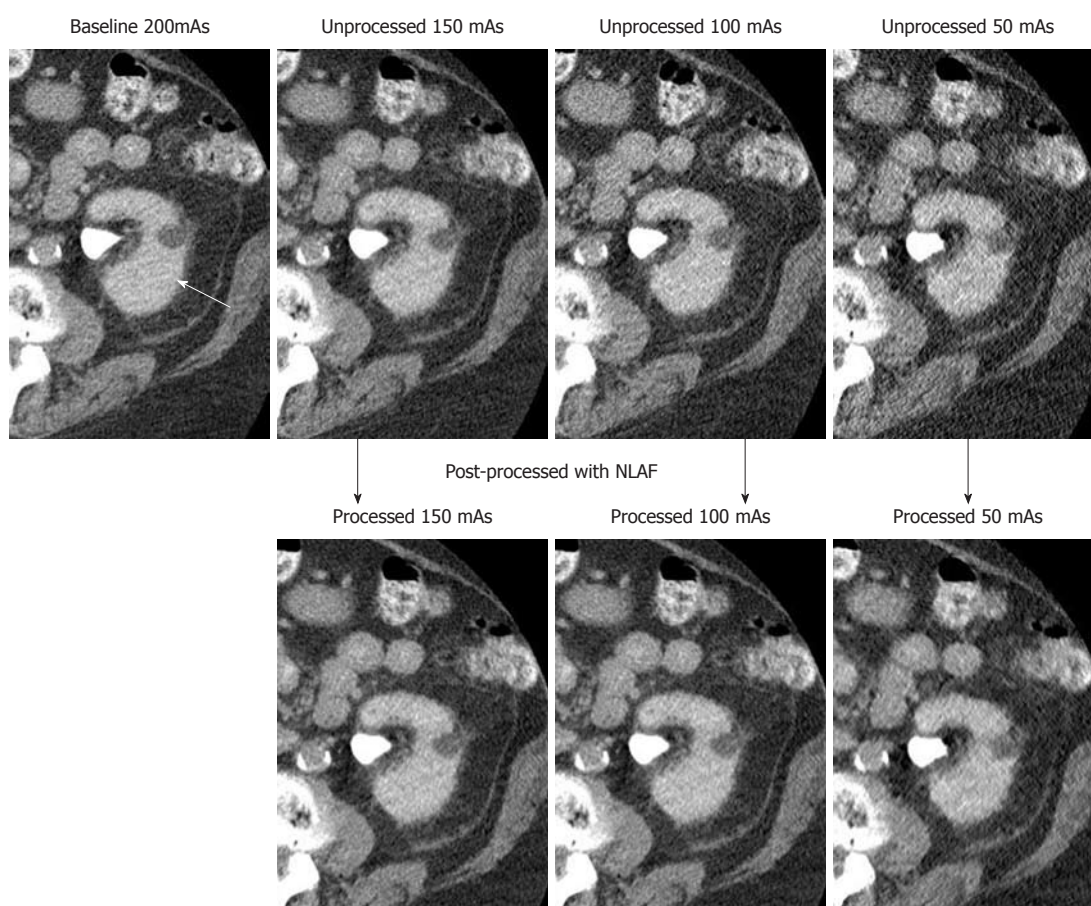 Baseline 200mAs
Unprocessed 150 mAs
Unprocessed 100 mAs
Unprocessed 50 mAs
Post-processed with NLAF
Processed 150 mAs
Processed 100 mAs
Processed 50 mAs